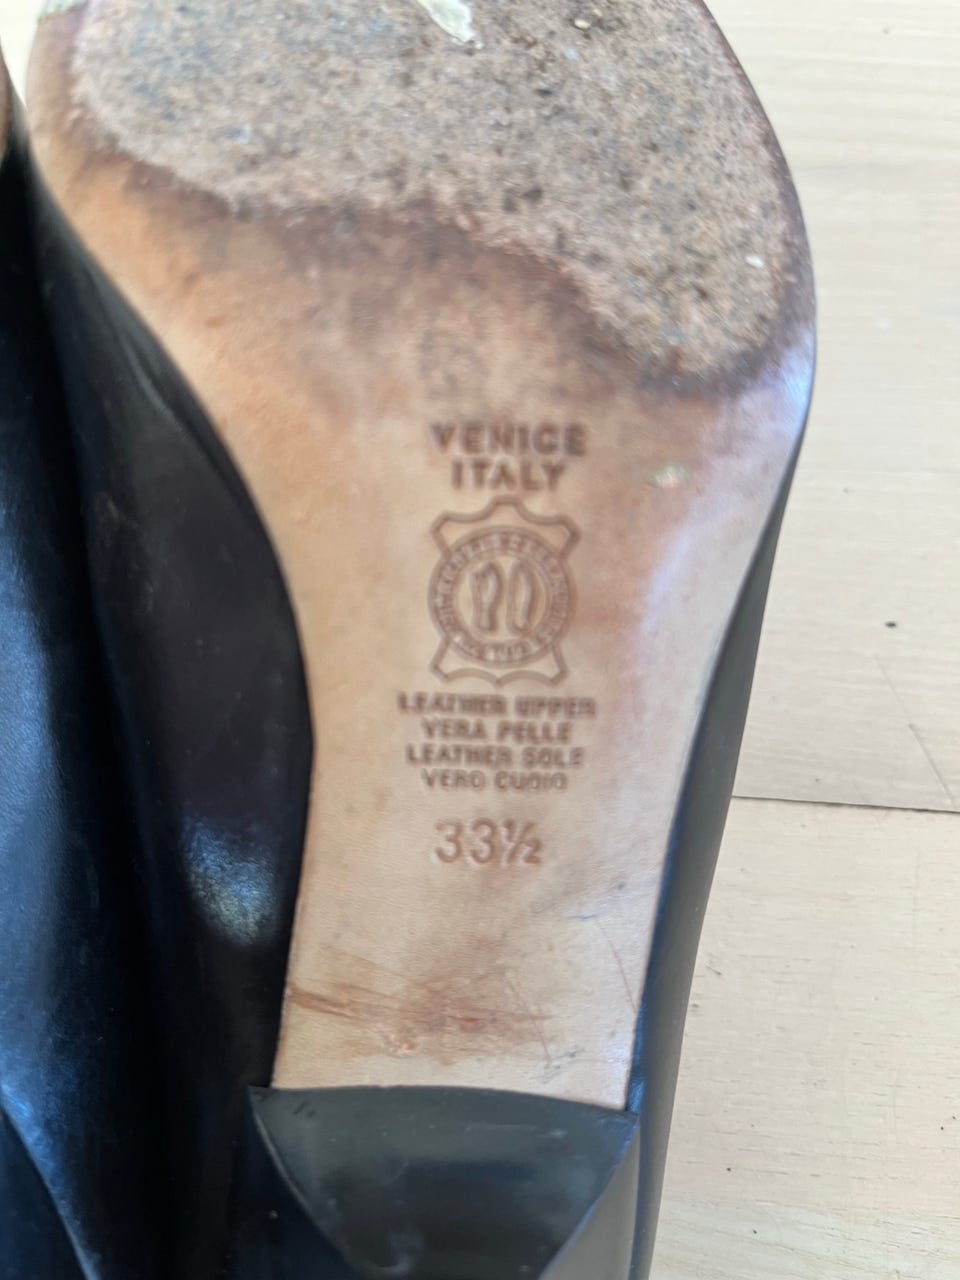 VENICE
ITALY
LEATHER UPPER
VERA PELLE
LEATHER SOLE
VERO CUOIO
33½